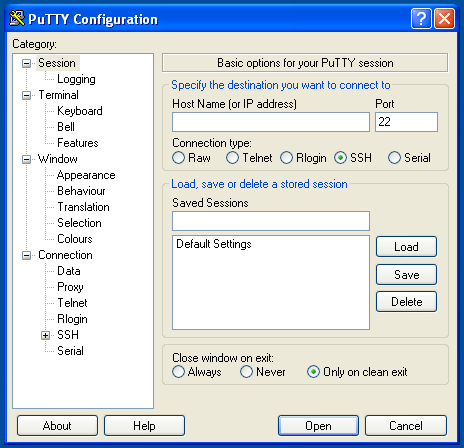 PuTTY Configuration
Category:
Session
Logging
Terminal
Keyboard
Bell
Features
Window
Appearance
Behaviour
Translation
Selection
Colours
Connection
Data
Proxy
Telnet
Rlogin
SSH
Serial
Basic options for your PuTTY session
Specify the destination you want to connect to
Host Name (or IP address) Port
22
Connection type:
Raw Telnet Rlogin SSH Serial
Load, save or delete a stored session
Saved Sessions
Default Settings
Load
Save
Delete
Close window on exit:
Always Never Only on clean exit
About Help Open Cancel